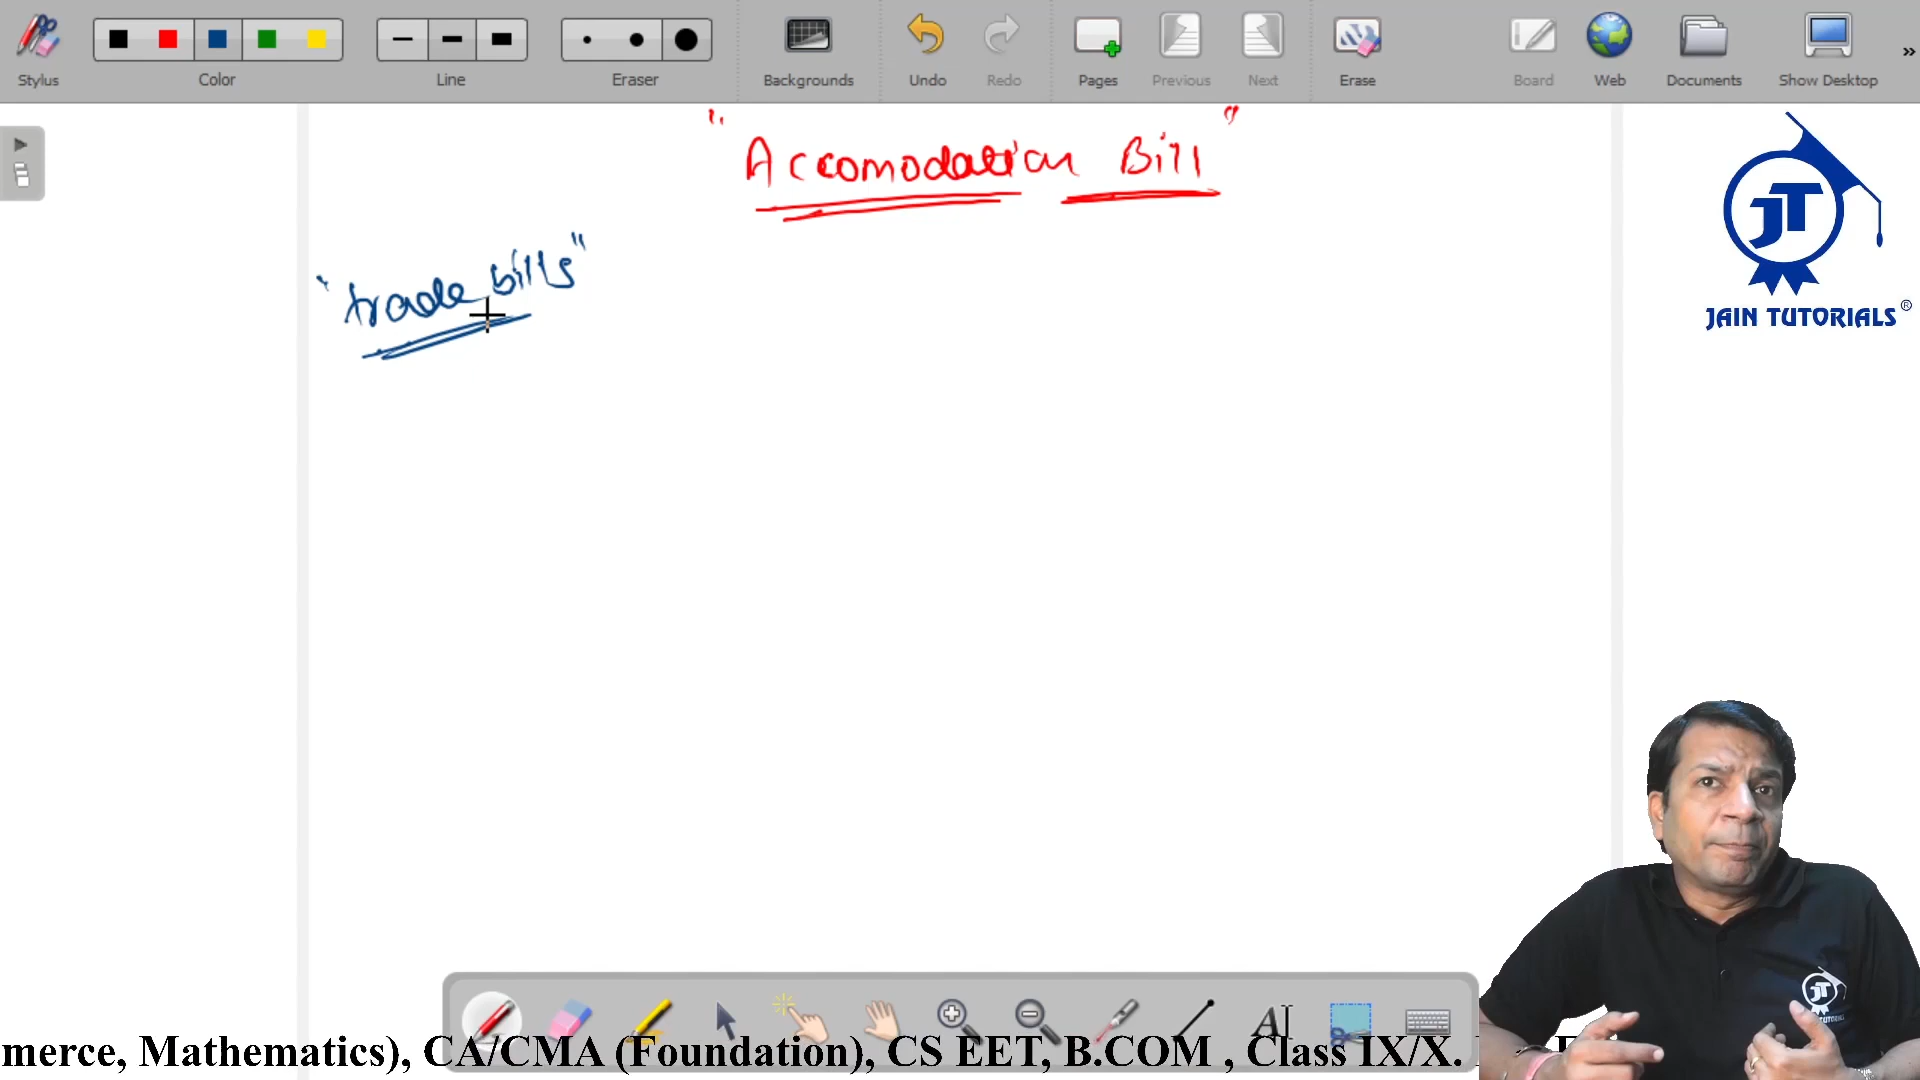 Stylus
Color
Line
Eraser
Backgrounds
Undo
Redo
Pages
Previous
Next
Erase
Board
Web
Documents
Show Desktop
»
"Accomodation Bill"
"trade bills"
JT
JAIN TUTORIALS®
JT
merce, Mathematics), CA/CMA (Foundation), CS EET, B.COM , Class IX/X.